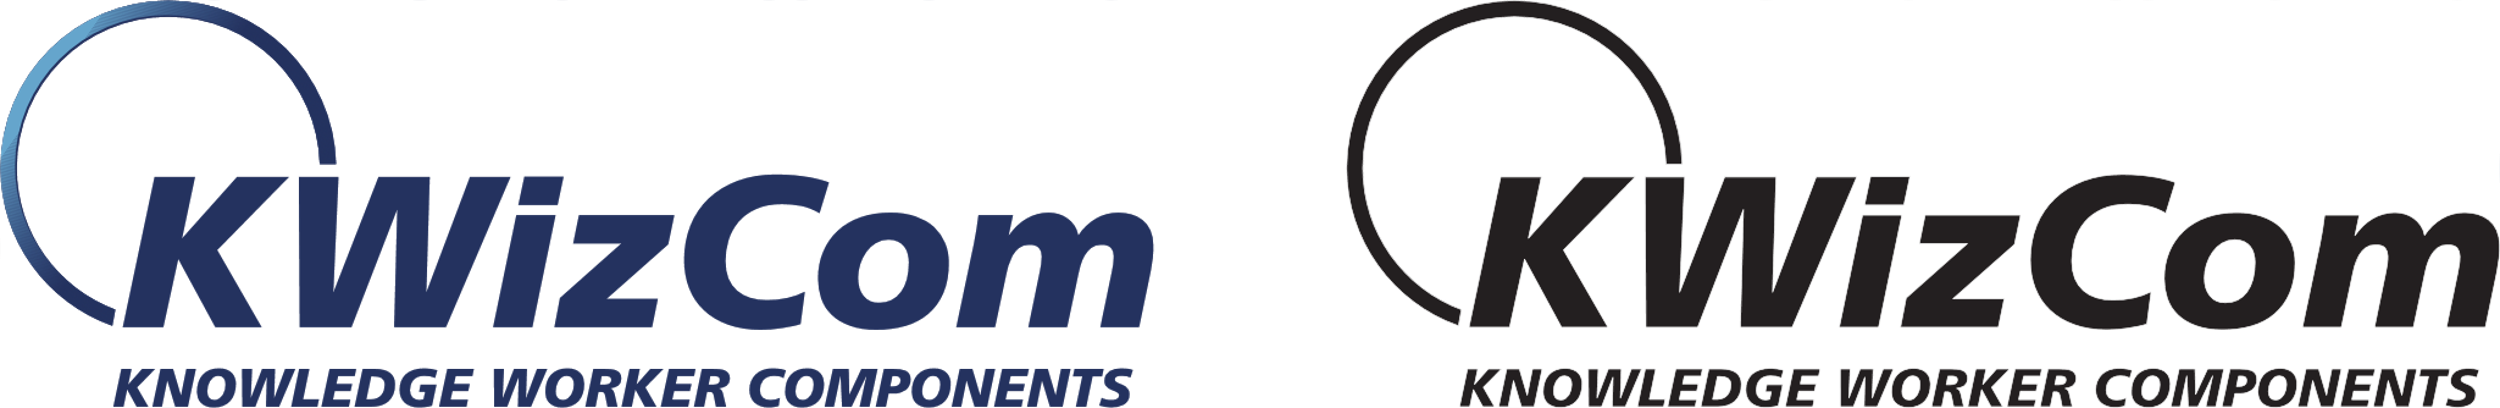 KWizCom
KNOWLEDGE WORKER COMPONENTS
KWizCom
KNOWLEDGE WORKER COMPONENTS